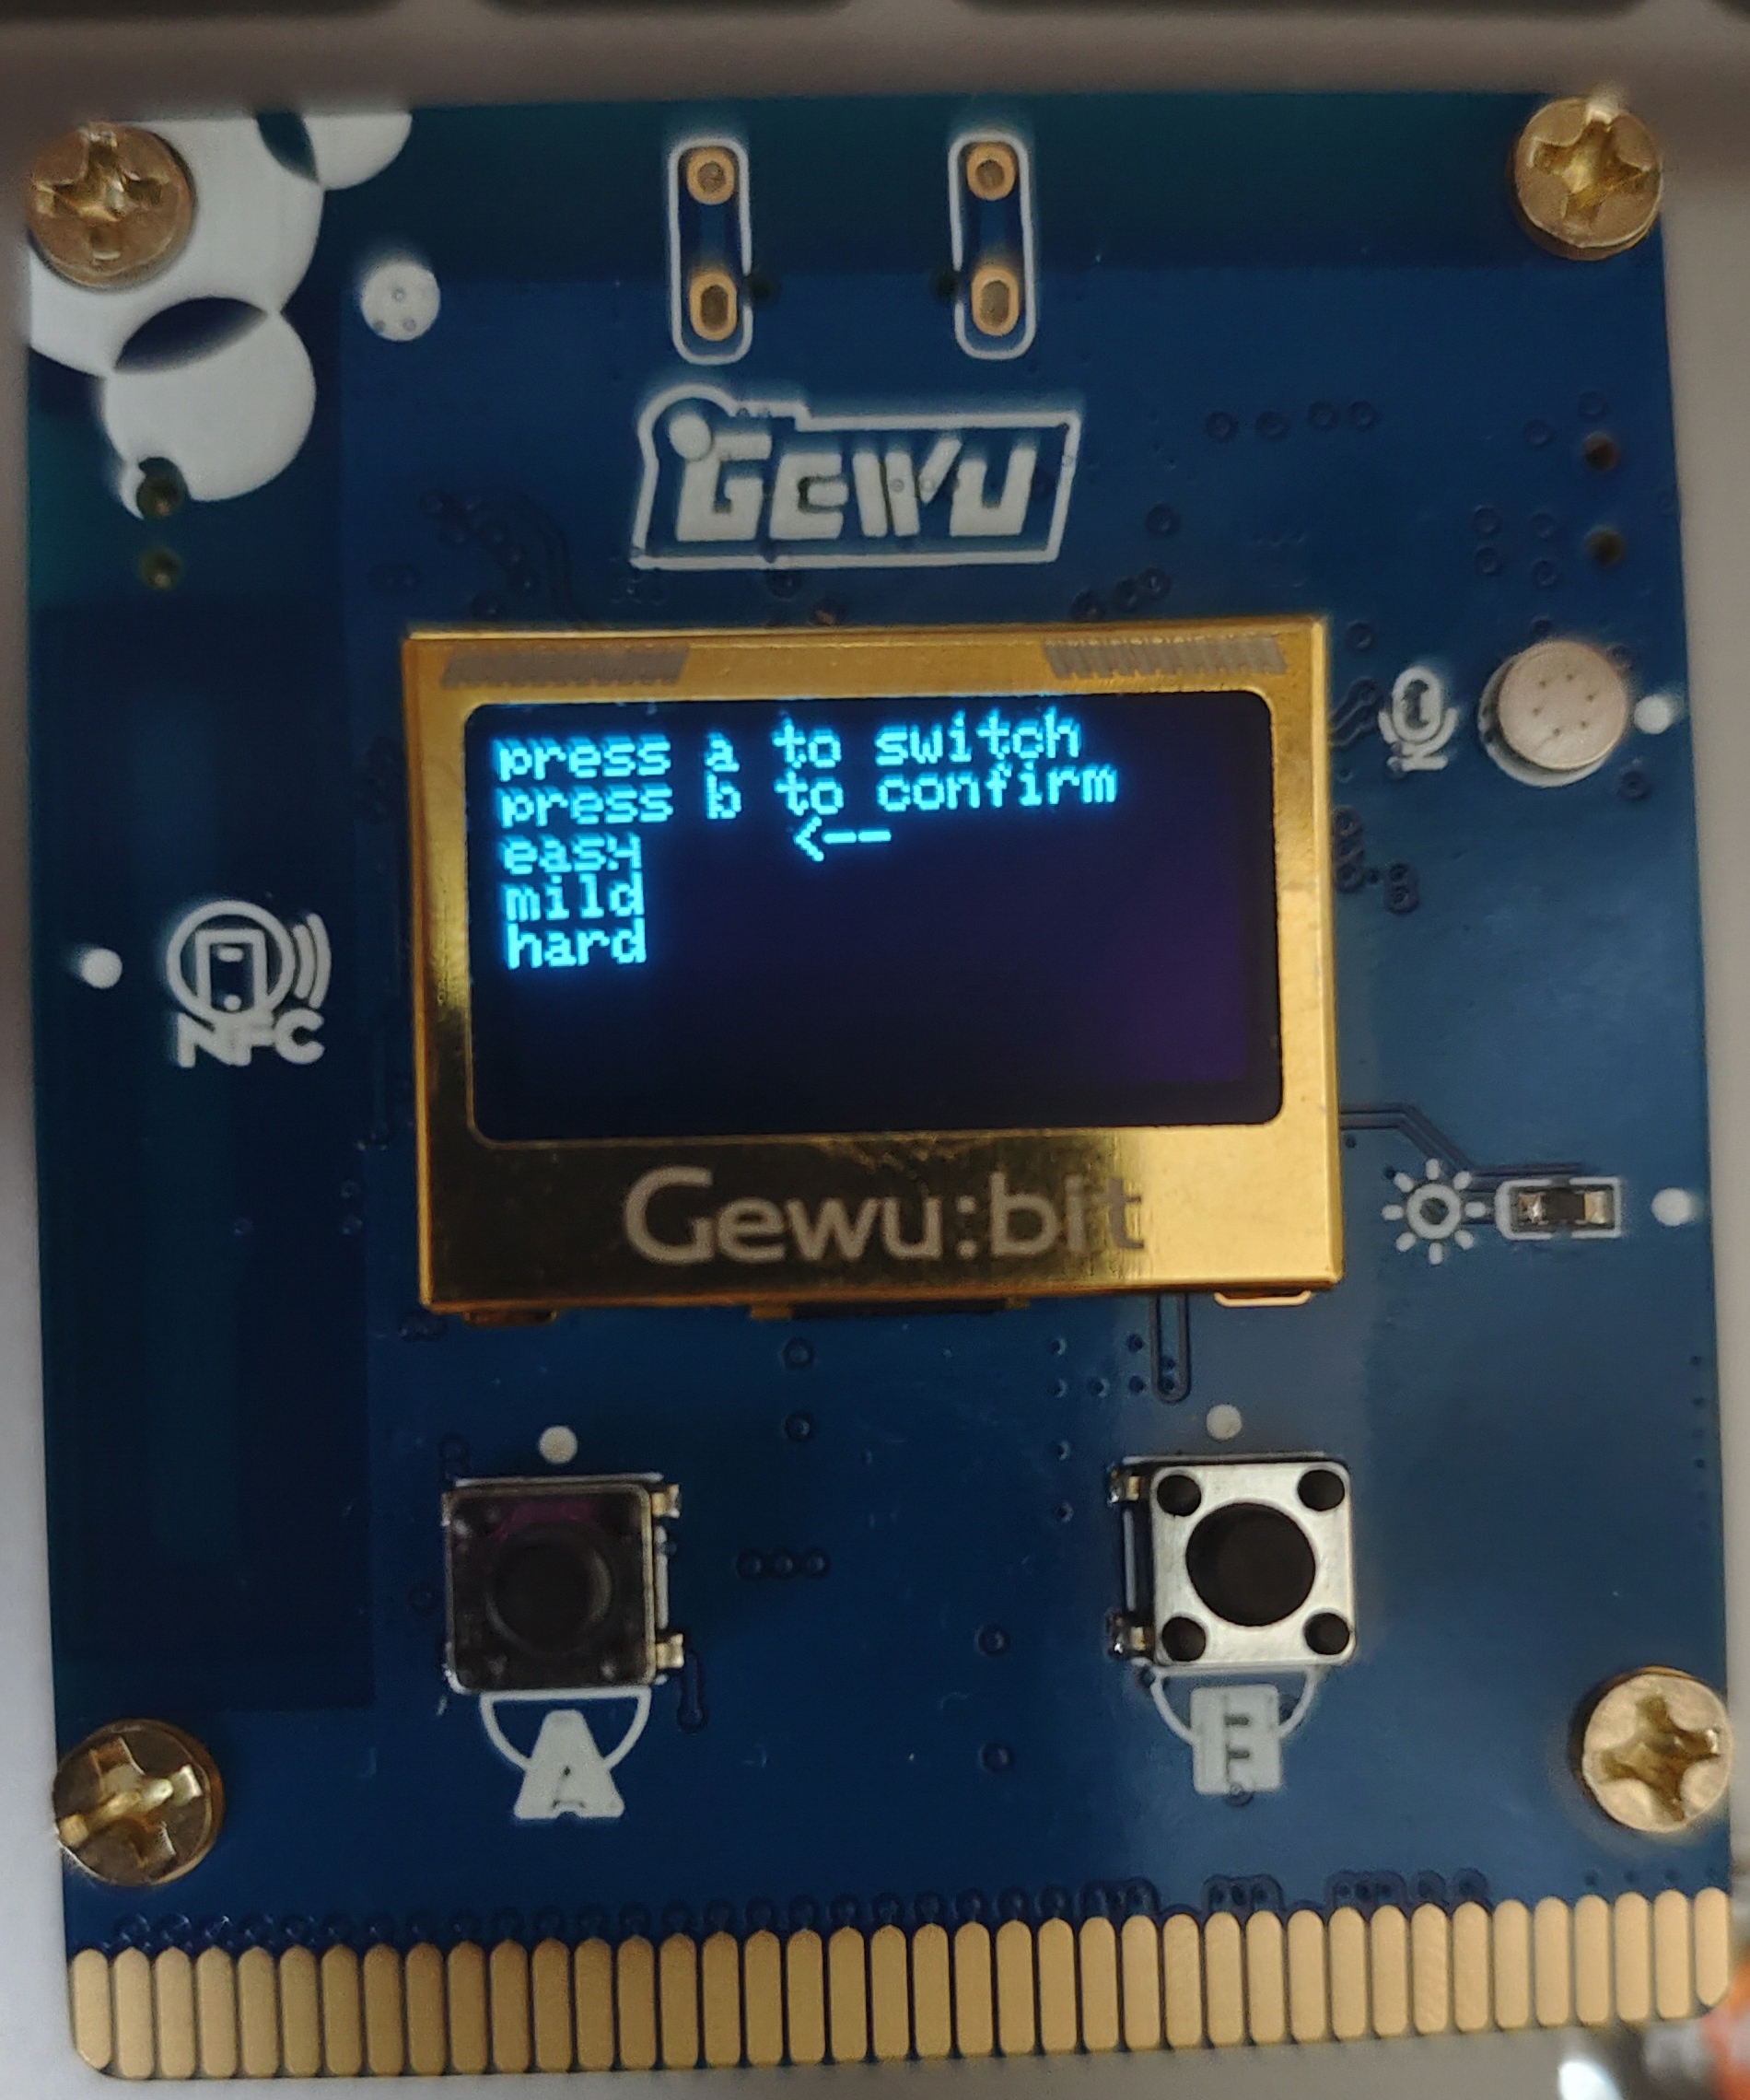 GEWU
press a to switch
press b to confirm
easy <--
mild
hard
NFC
Gewu:bit
A